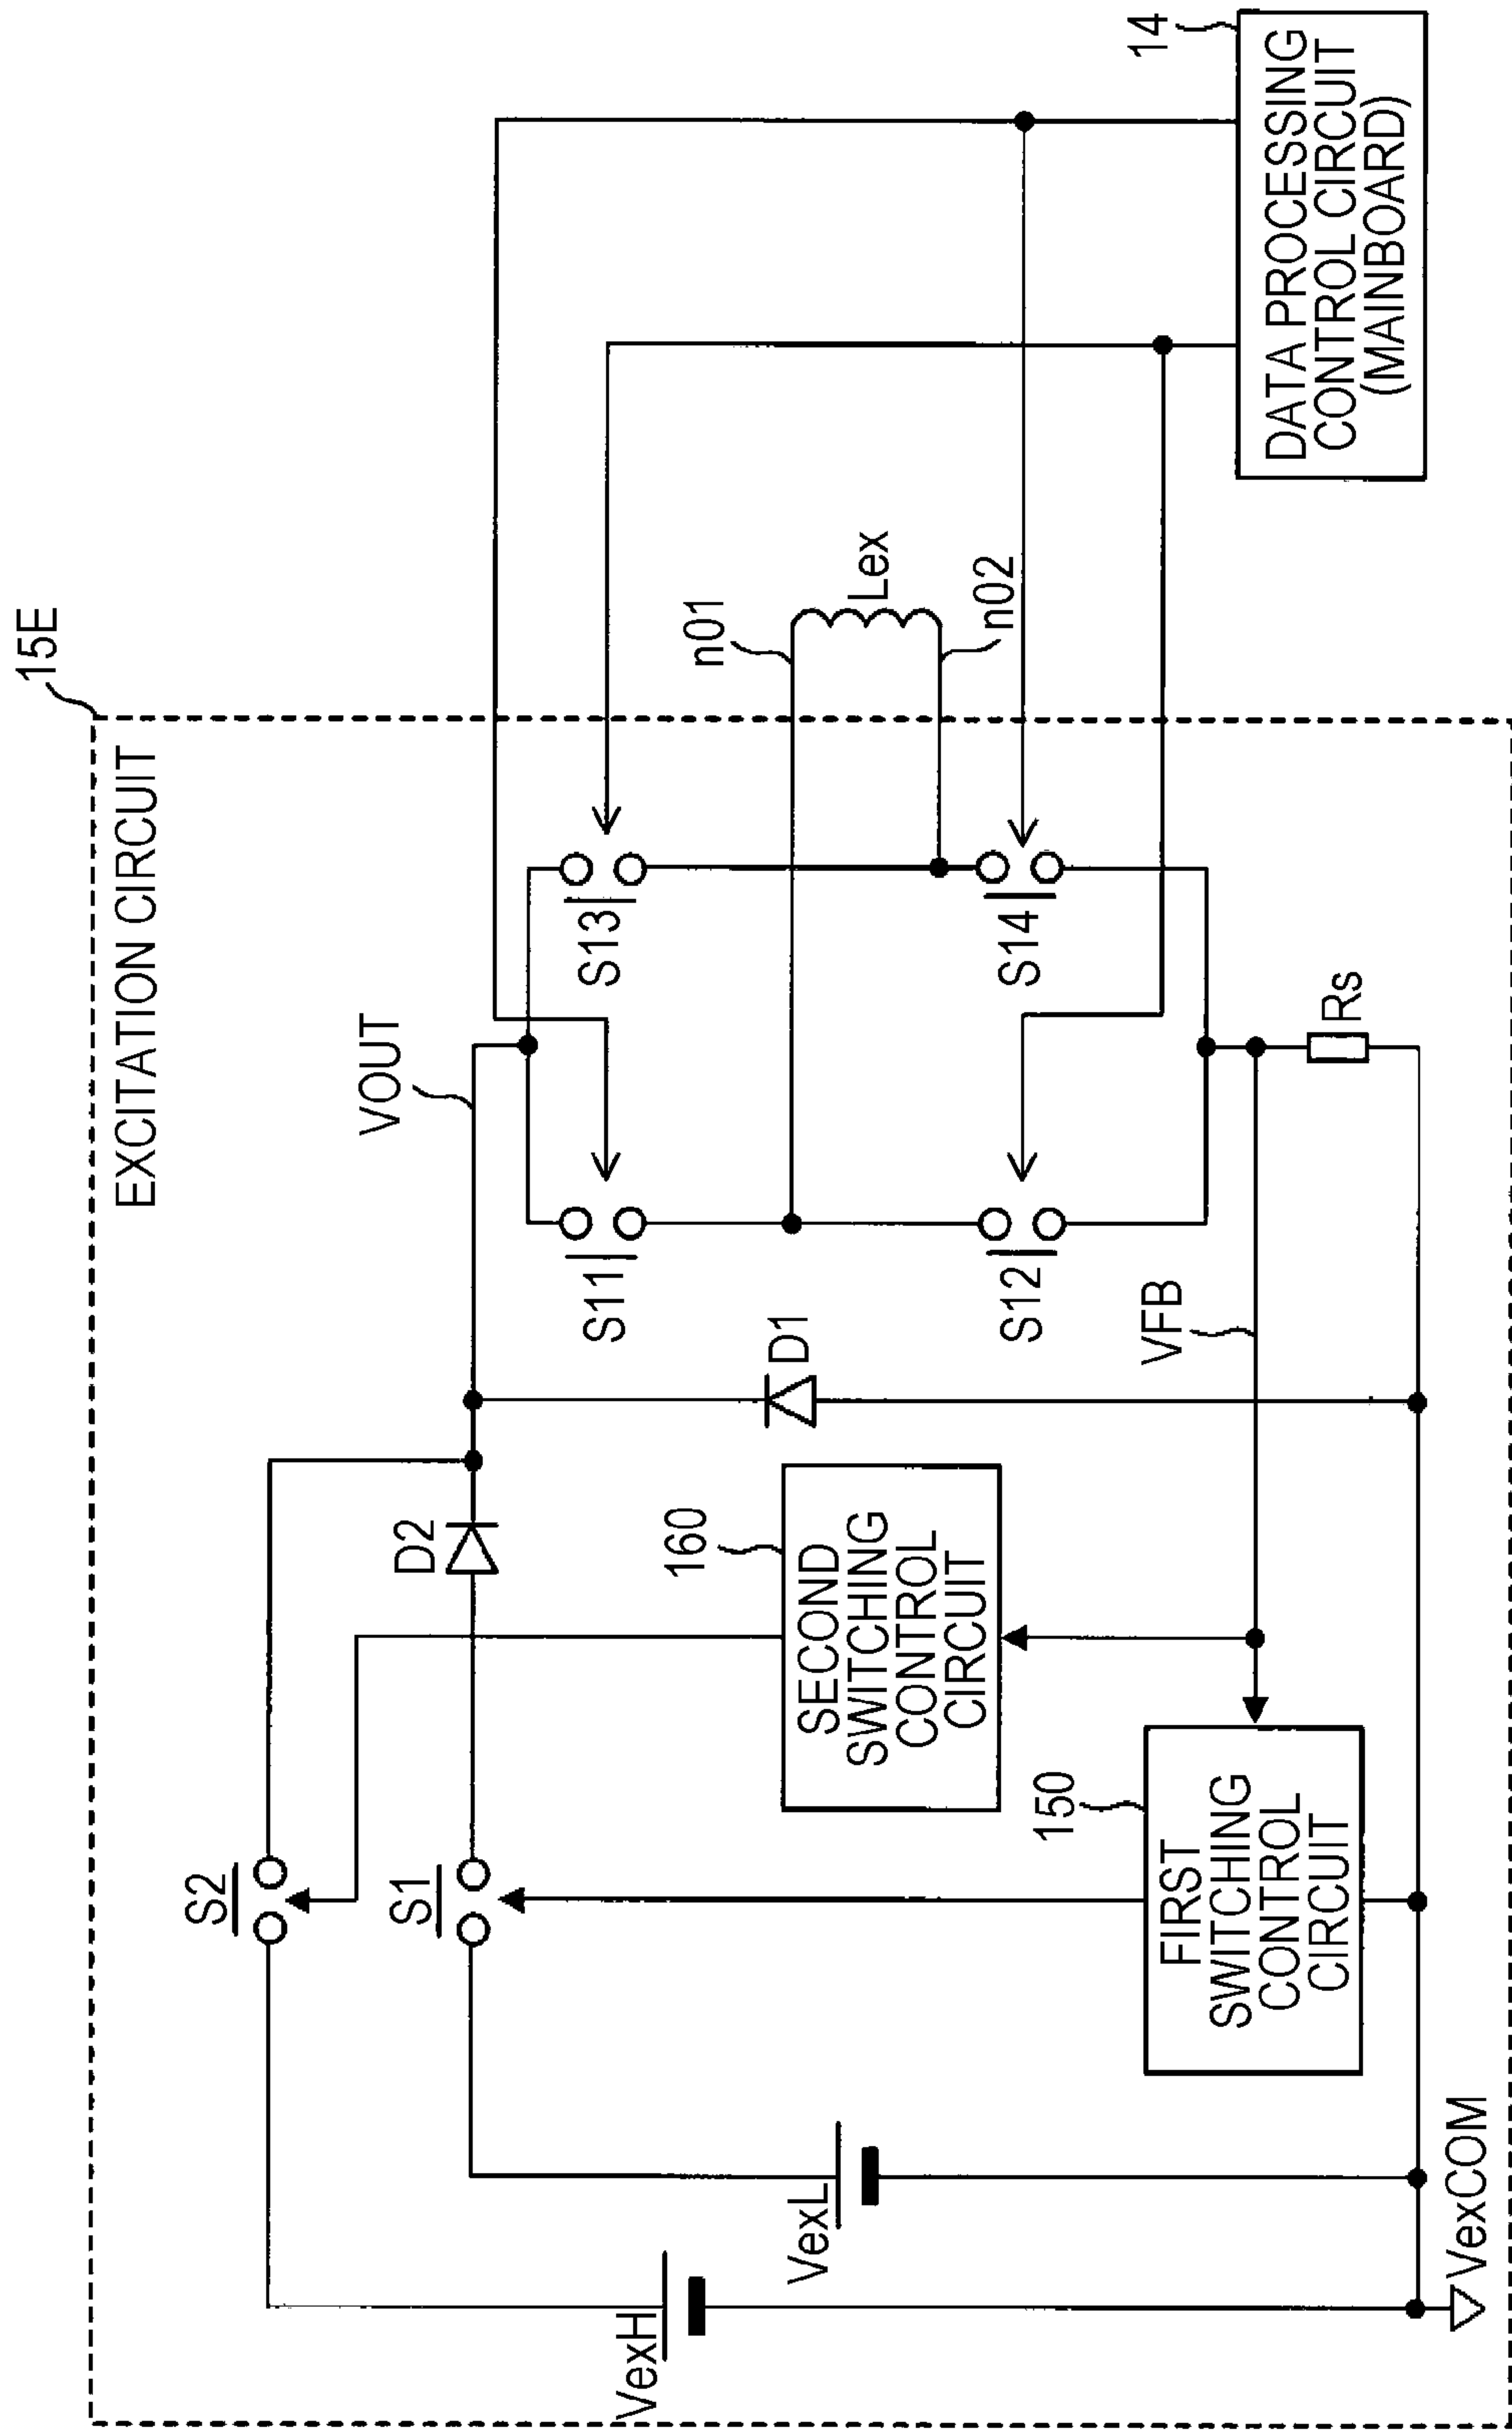 15E
EXCITATION CIRCUIT
S2
S1
D2
VOUT
S11
S13
D1
n01
Lex
n02
S12
S14
VexH
VexL
160
SECOND
SWITCHING
CONTROL
CIRCUIT
150
FIRST
SWITCHING
CONTROL
CIRCUIT
VFB
Rs
VexCOM
14
DATA PROCESSING
CONTROL CIRCUIT
(MAINBOARD)